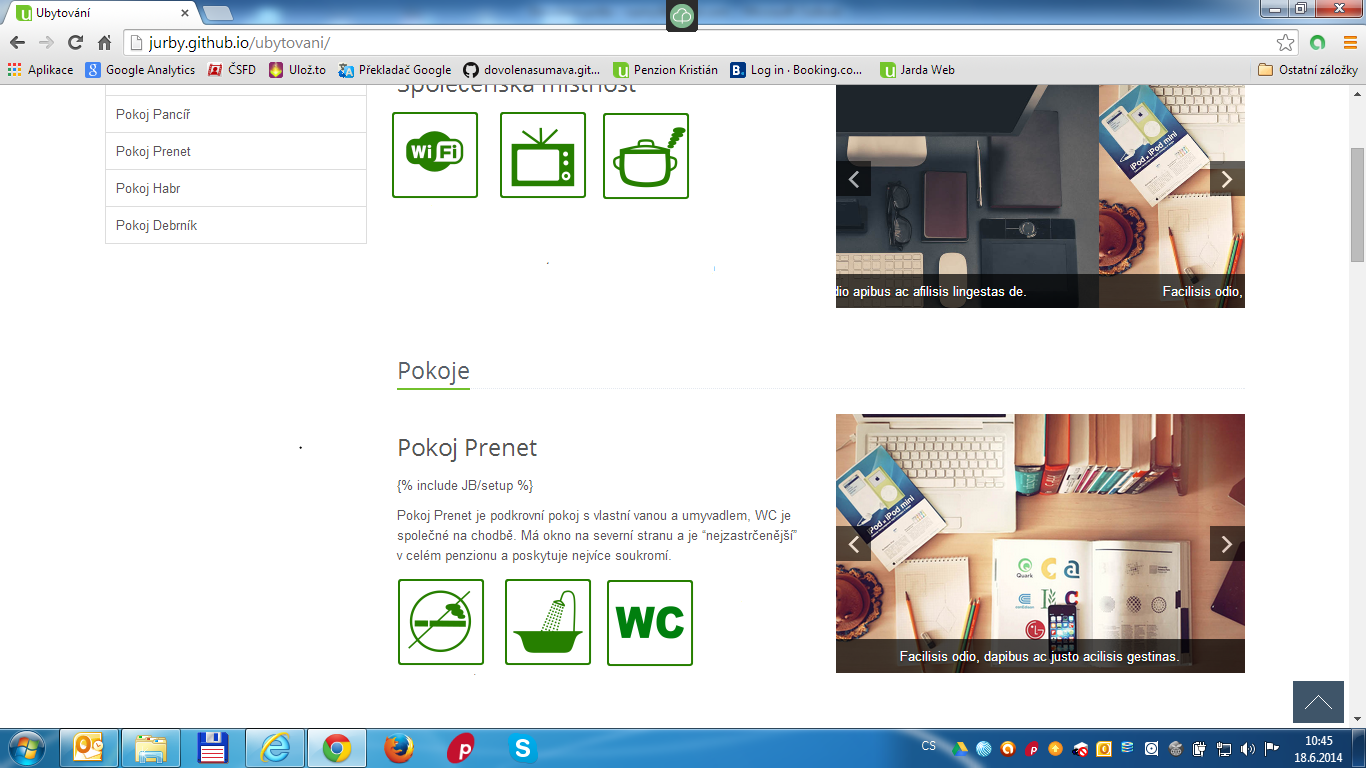 Ubytování
jurby.github.io/ubytovani/
Aplikace
Google Analytics
ČSFD
Ulož.to
Překladač Google
dovolenasumava.git...
Penzion Kristián
Log in · Booking.co...
Jarda Web
Ostatní záložky
Pokoj Pancíř
Pokoj Prenet
Pokoj Habr
Pokoj Debrník
Společenská místnost
WiFi
iPod + iPod mini
dio apibus ac afilisis lingestas de.
Facilisis odio,
Pokoje
Pokoj Prenet
{% include JB/setup %}
Pokoj Prenet je podkrovní pokoj s vlastní vanou a umyvadlem, WC je
společné na chodbě. Má okno na severní stranu a je “nejzastrčenější”
v celém penzionu a poskytuje nejvíce soukromí.
WC
iPod + iPod mini
Quark
LG
Facilisis odio, dapibus ac justo acilisis gestinas.
CS
10:45
18.6.2014